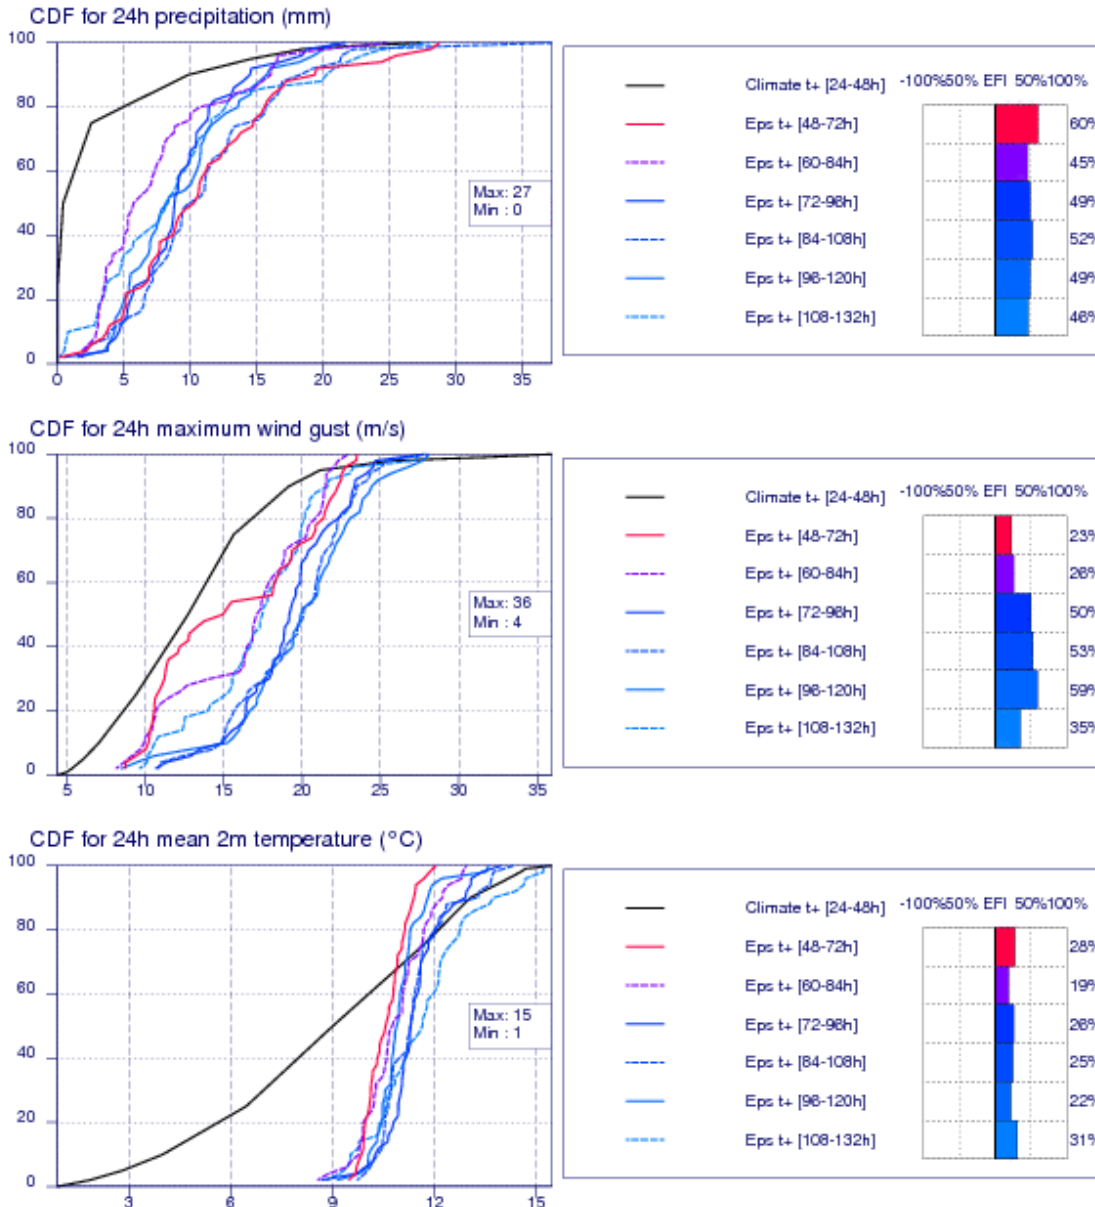 CDF for 24h precipitation (mm)
100
80
60
40
20
0
0 5 10 15 20 25 30 35
Max: 27
Min : 0
Climate t+ [24-48h] -100%50% EFI 50%100%
Eps t+ [48-72h] 60%
Eps t+ [60-84h] 45%
Eps t+ [72-96h] 49%
Eps t+ [84-108h] 52%
Eps t+ [96-120h] 49%
Eps t+ [108-132h] 46%
CDF for 24h maximum wind gust (m/s)
100
80
60
40
20
0
5 10 15 20 25 30 35
Max: 36
Min : 4
Climate t+ [24-48h] -100%50% EFI 50%100%
Eps t+ [48-72h] 23%
Eps t+ [60-84h] 26%
Eps t+ [72-96h] 50%
Eps t+ [84-108h] 53%
Eps t+ [96-120h] 59%
Eps t+ [108-132h] 35%
CDF for 24h mean 2m temperature (°C)
100
80
60
40
20
0
3 6 9 12 15
Max: 15
Min : 1
Climate t+ [24-48h] -100%50% EFI 50%100%
Eps t+ [48-72h] 28%
Eps t+ [60-84h] 19%
Eps t+ [72-96h] 26%
Eps t+ [84-108h] 25%
Eps t+ [96-120h] 22%
Eps t+ [108-132h] 31%